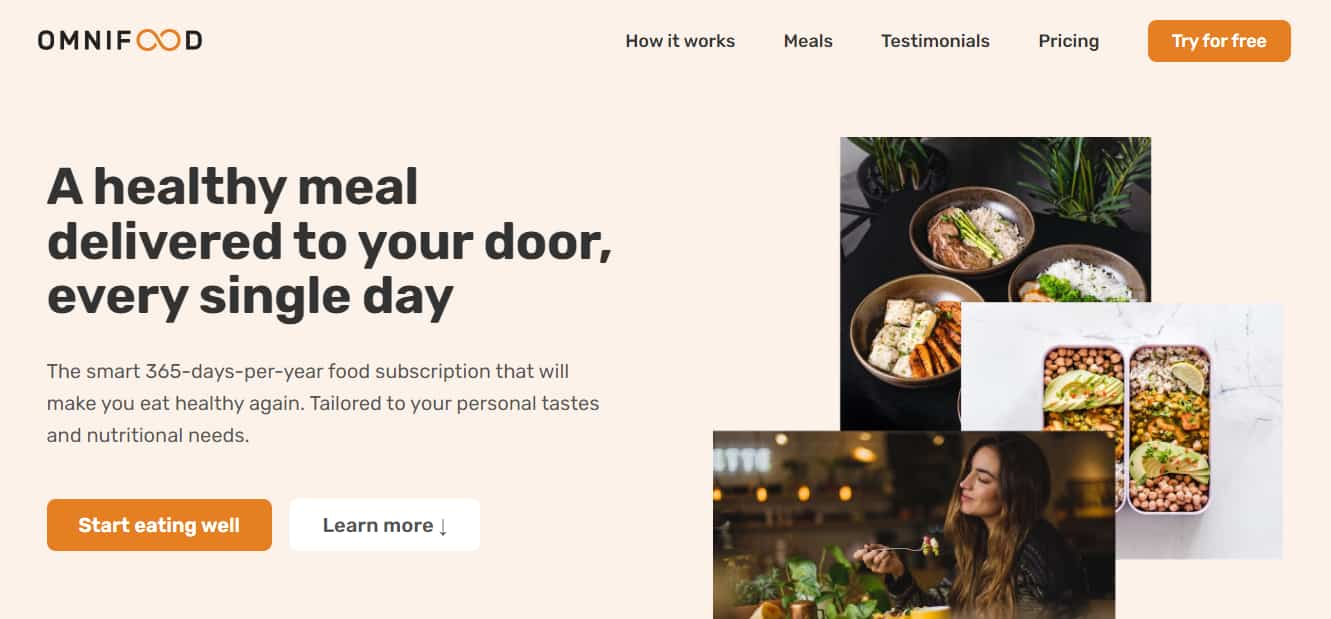 OMNIFOOD
How it works
Meals
Testimonials
Pricing
Try for free
A healthy meal
delivered to your door,
every single day
The smart 365-days-per-year food subscription that will
make you eat healthy again. Tailored to your personal tastes
and nutritional needs.
Start eating well
Learn more ↓